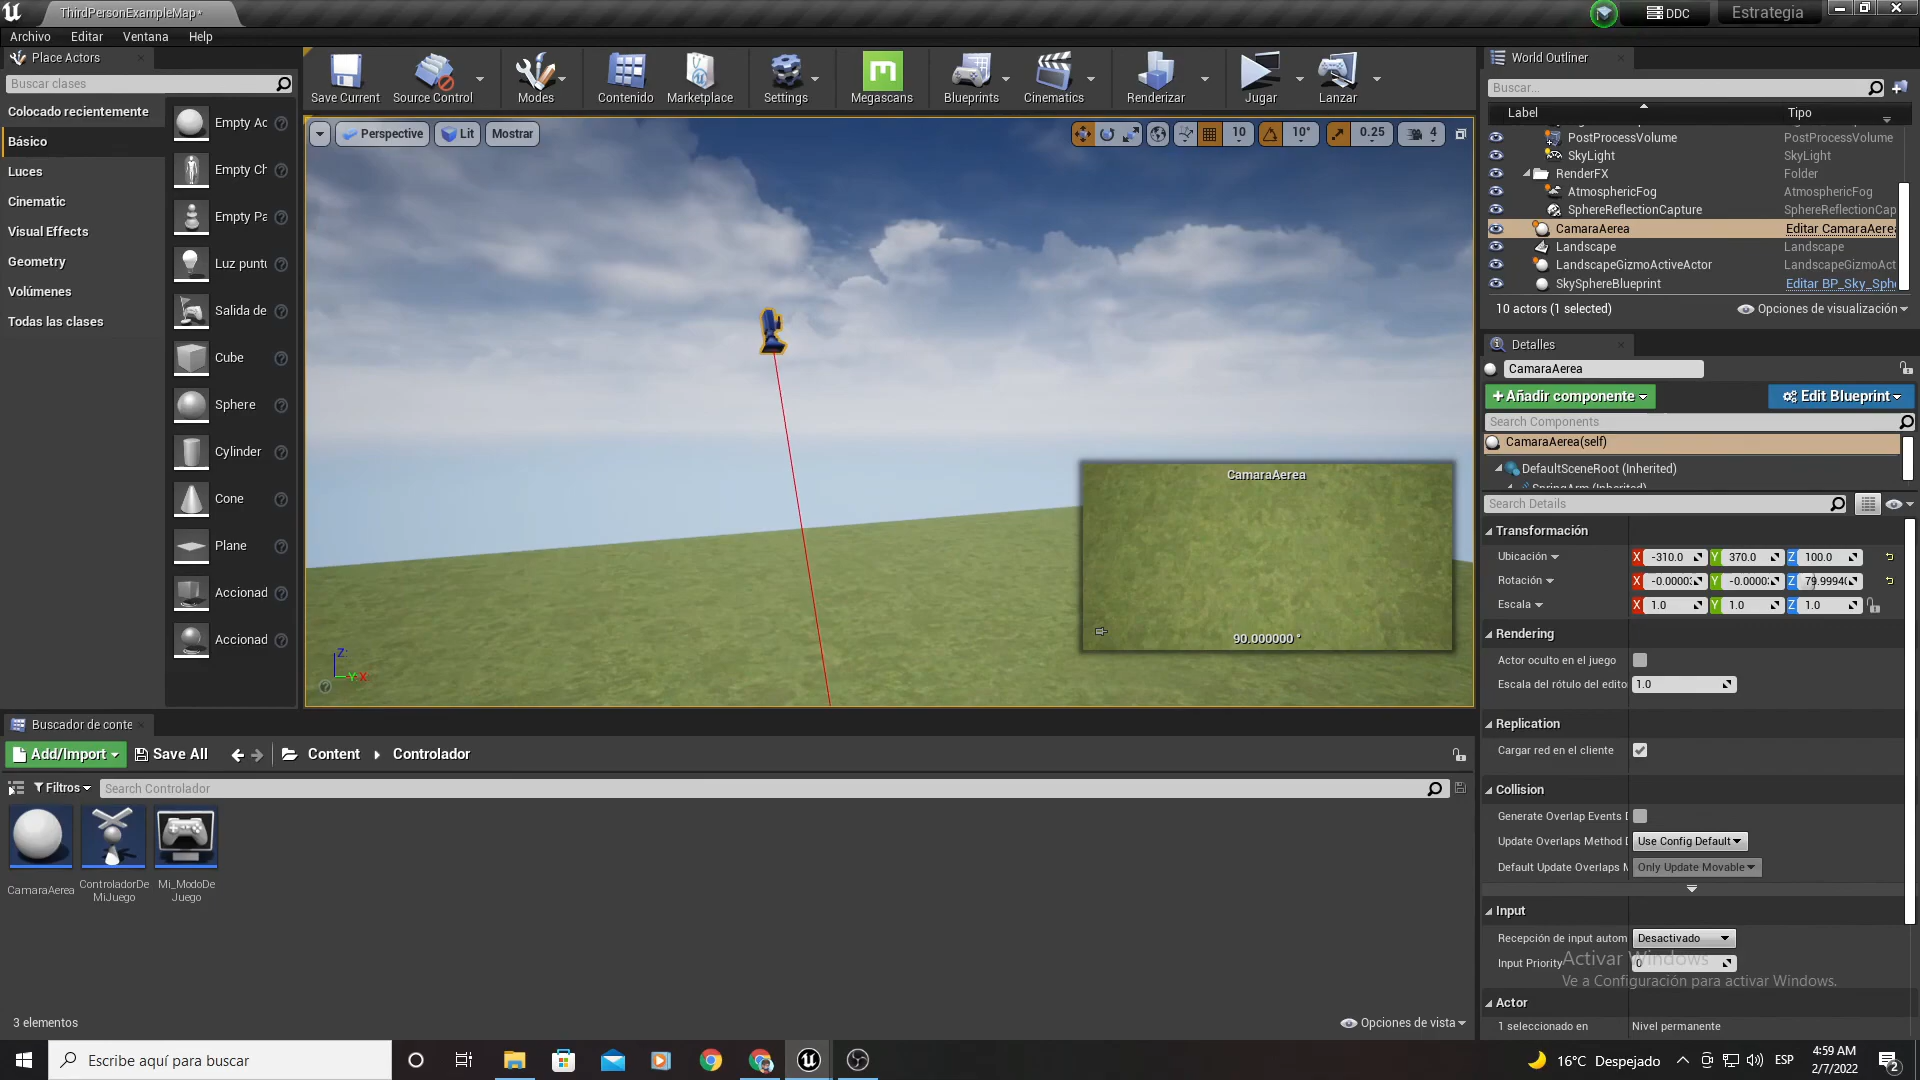 ThirdPersonExampleMap*
DDC
Estrategia
Archivo
Editar
Ventana
Help
Place Actors
Buscar clases
Colocado recientemente
Básico
Luces
Cinematic
Visual Effects
Geometry
Volúmenes
Todas las clases
Empty Ac
Empty Ch
Empty Pa
Luz puntu
Salida de
Cube
Sphere
Cylinder
Cone
Plane
Accionad
Accionad
Save Current
Source Control
Modes
Contenido
Marketplace
Settings
Megascans
Blueprints
Cinematics
Renderizar
Jugar
Lanzar
Perspective
Lit
Mostrar
10
10°
0.25
4
CamaraAerea
90.000000 °
Z
Y
X
World Outliner
Buscar...
Label
Tipo
PostProcessVolume
PostProcessVolume
SkyLight
SkyLight
RenderFX
Folder
AtmosphericFog
AtmosphericFog
SphereReflectionCapture
SphereReflectionCap
CamaraAerea
Editar CamaraAerea
Landscape
Landscape
LandscapeGizmoActiveActor
LandscapeGizmoAct
SkySphereBlueprint
Editar BP_Sky_Sphe
10 actors (1 selected)
Opciones de visualización
Detalles
CamaraAerea
+Añadir componente
Edit Blueprint
Search Components
CamaraAerea(self)
DefaultSceneRoot (Inherited)
SpringArm (Inherited)
Search Details
Transformación
Ubicación
X -310.0
Y 370.0
Z 100.0
Rotación
X -0.0000
Y -0.0000
Z 79.9994
Escala
X 1.0
Y 1.0
Z 1.0
Rendering
Actor oculto en el juego
Escala del rótulo del edito
1.0
Replication
Cargar red en el cliente
Collision
Generate Overlap Events D
Update Overlaps Method D
Use Config Default
Default Update Overlaps M
Only Update Movable
Input
Recepción de input autom
Desactivado
Input Priority
0
Activar Windows
Ve a Configuración para activar Windows.
Actor
1 seleccionado en
Nivel permanente
Buscador de conte
Add/Import
Save All
Content
Controlador
Filtros
Search Controlador
CamaraAerea
ControladorDe
MiJuego
Mi_ModoDe
Juego
3 elementos
Opciones de vista
Escribe aquí para buscar
16°C
Despejado
ESP
4:59 AM
2/7/2022
2